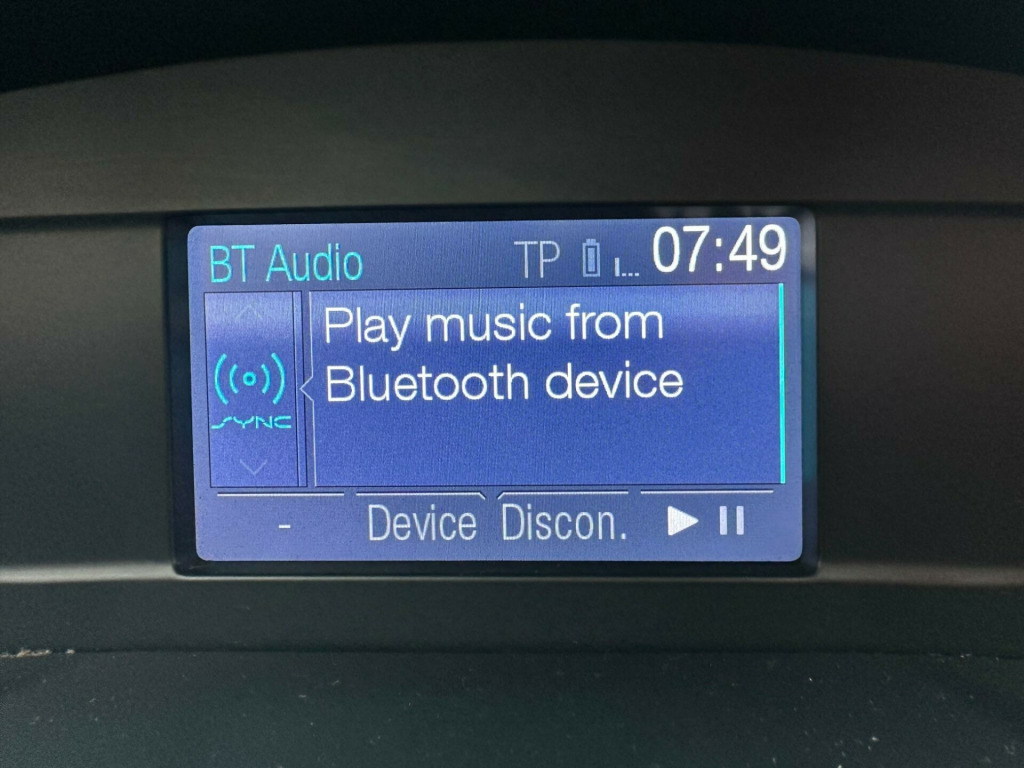 BT Audio TP 07:49
Play music from
Bluetooth device
SYNC
- Device Discon.